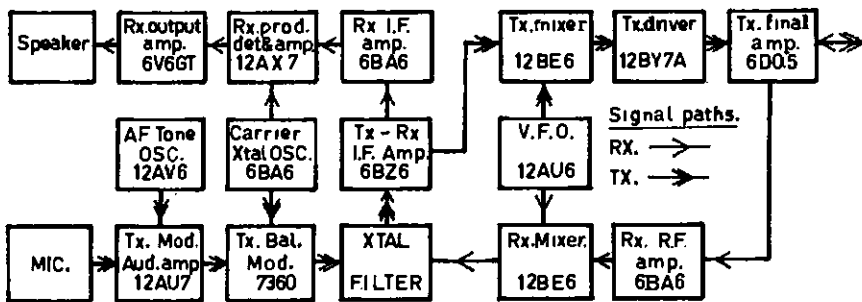 Speaker
Rx.output
amp.
6V6GT
Rx.prod.
det&amp.
12AX7
Rx I.F.
amp.
6BA6
Tx.mixer
12BE6
Tx.driver
12BY7A
Tx. final
amp.
6DQ5
AF Tone
OSC.
12AV6
Carrier
Xtal OSC.
6BA6
Tx - Rx
I.F. Amp.
6BZ6
V.F.O.
12AU6
Signal paths.
RX.
TX.
MIC.
Tx. Mod.
Aud.amp
12AU7
Tx. Bal.
Mod.
7360
XTAL
FILTER
Rx.Mixer.
12BE6
Rx. R.F.
amp.
6BA6